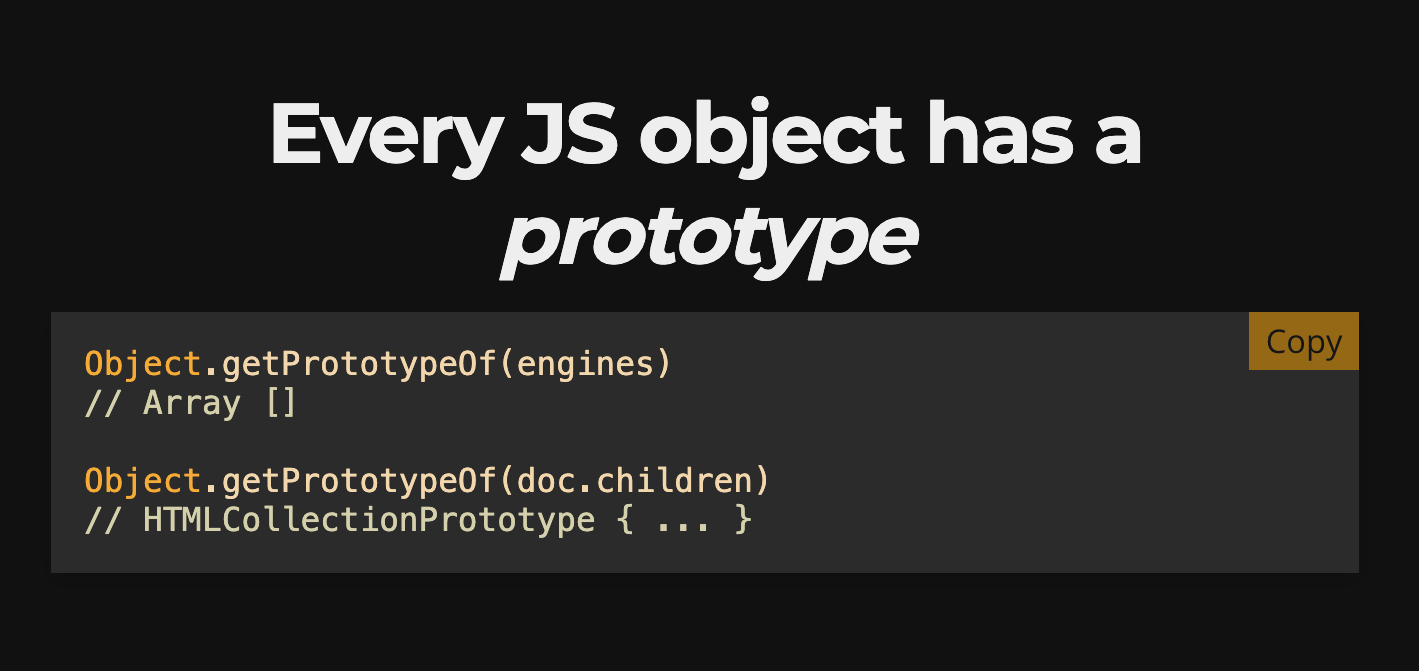 Every JS object has a
prototype
Copy
Object.getPrototypeOf(engines)
// Array []
Object.getPrototypeOf(doc.children)
// HTMLCollectionPrototype { ... }